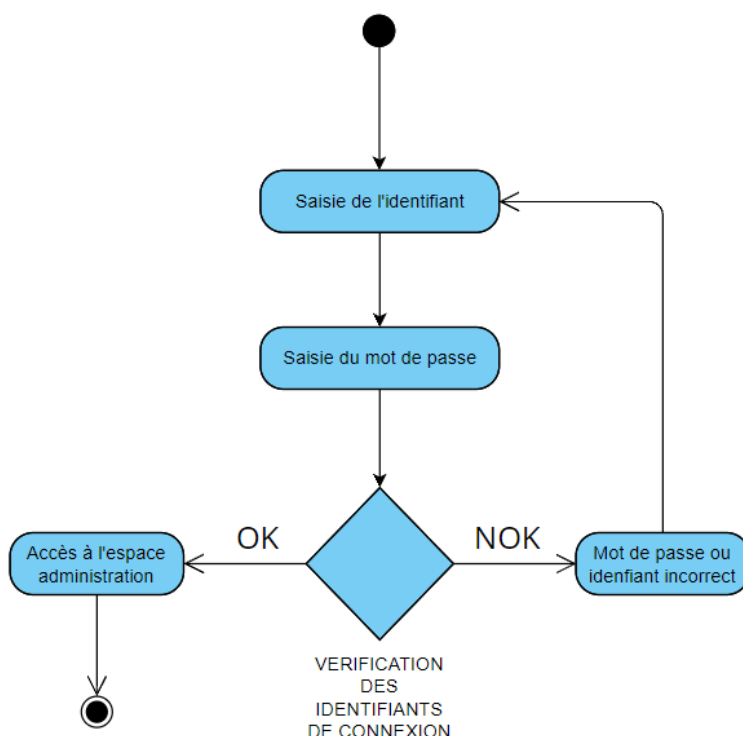 Saisie de l'identifiant
Saisie du mot de passe
OK
NOK
Accès à l'espace
administration
Mot de passe ou
idenfiant incorrect
VERIFICATION
DES
IDENTIFIANTS
DE CONNEXION